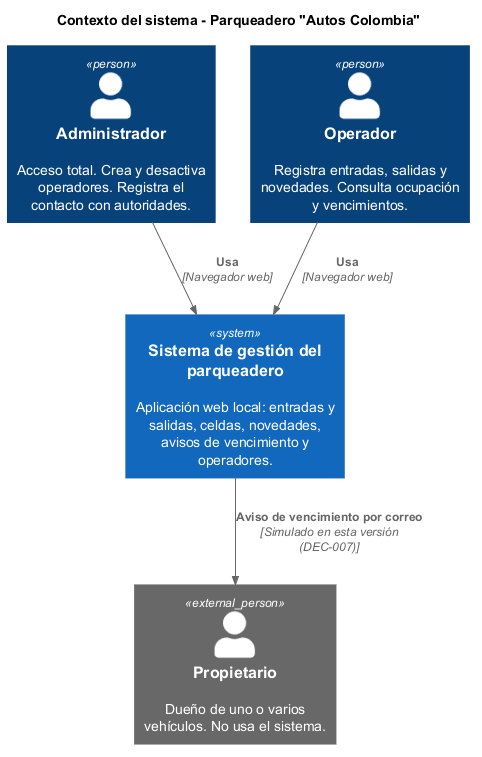 Contexto del sistema - Parqueadero "Autos Colombia"
«person»
Administrador
Acceso total. Crea y desactiva
operadores. Registra el
contacto con autoridades.
«person»
Operador
Registra entradas, salidas y
novedades. Consulta ocupación
y vencimientos.
Usa
[Navegador web]
Usa
[Navegador web]
«system»
Sistema de gestión del
parqueadero
Aplicación web local: entradas y
salidas, celdas, novedades,
avisos de vencimiento y
operadores.
Aviso de vencimiento por correo
[Simulado en esta versión
(DEC-007)]
«external_person»
Propietario
Dueño de uno o varios
vehículos. No usa el sistema.